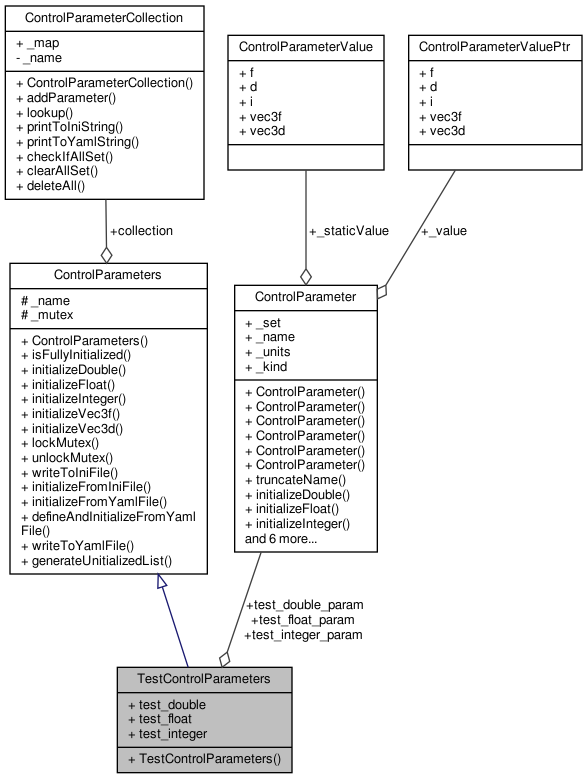 ControlParameterCollection
+ _map
- _name
+ ControlParameterCollection()
+ addParameter()
+ lookup()
+ printToIniString()
+ printToYamlString()
+ checkIfAllSet()
+ clearAllSet()
+ deleteAll()
ControlParameterValue
+ f
+ d
+ i
+ vec3f
+ vec3d
ControlParameterValuePtr
+ f
+ d
+ i
+ vec3f
+ vec3d
+collection
+_staticValue
+_value
ControlParameters
# _name
# _mutex
+ ControlParameters()
+ isFullyInitialized()
+ initializeDouble()
+ initializeFloat()
+ initializeInteger()
+ initializeVec3f()
+ initializeVec3d()
+ lockMutex()
+ unlockMutex()
+ writeToIniFile()
+ initializeFromIniFile()
+ initializeFromYamlFile()
+ defineAndInitializeFromYaml
File()
+ writeToYamlFile()
+ generateUnitializedList()
ControlParameter
+ _set
+ _name
+ _units
+ _kind
+ ControlParameter()
+ ControlParameter()
+ ControlParameter()
+ ControlParameter()
+ ControlParameter()
+ ControlParameter()
+ truncateName()
+ initializeDouble()
+ initializeFloat()
+ initializeInteger()
and 6 more...
+test_double_param
+test_float_param
+test_integer_param
TestControlParameters
+ test_double
+ test_float
+ test_integer
+ TestControlParameters()